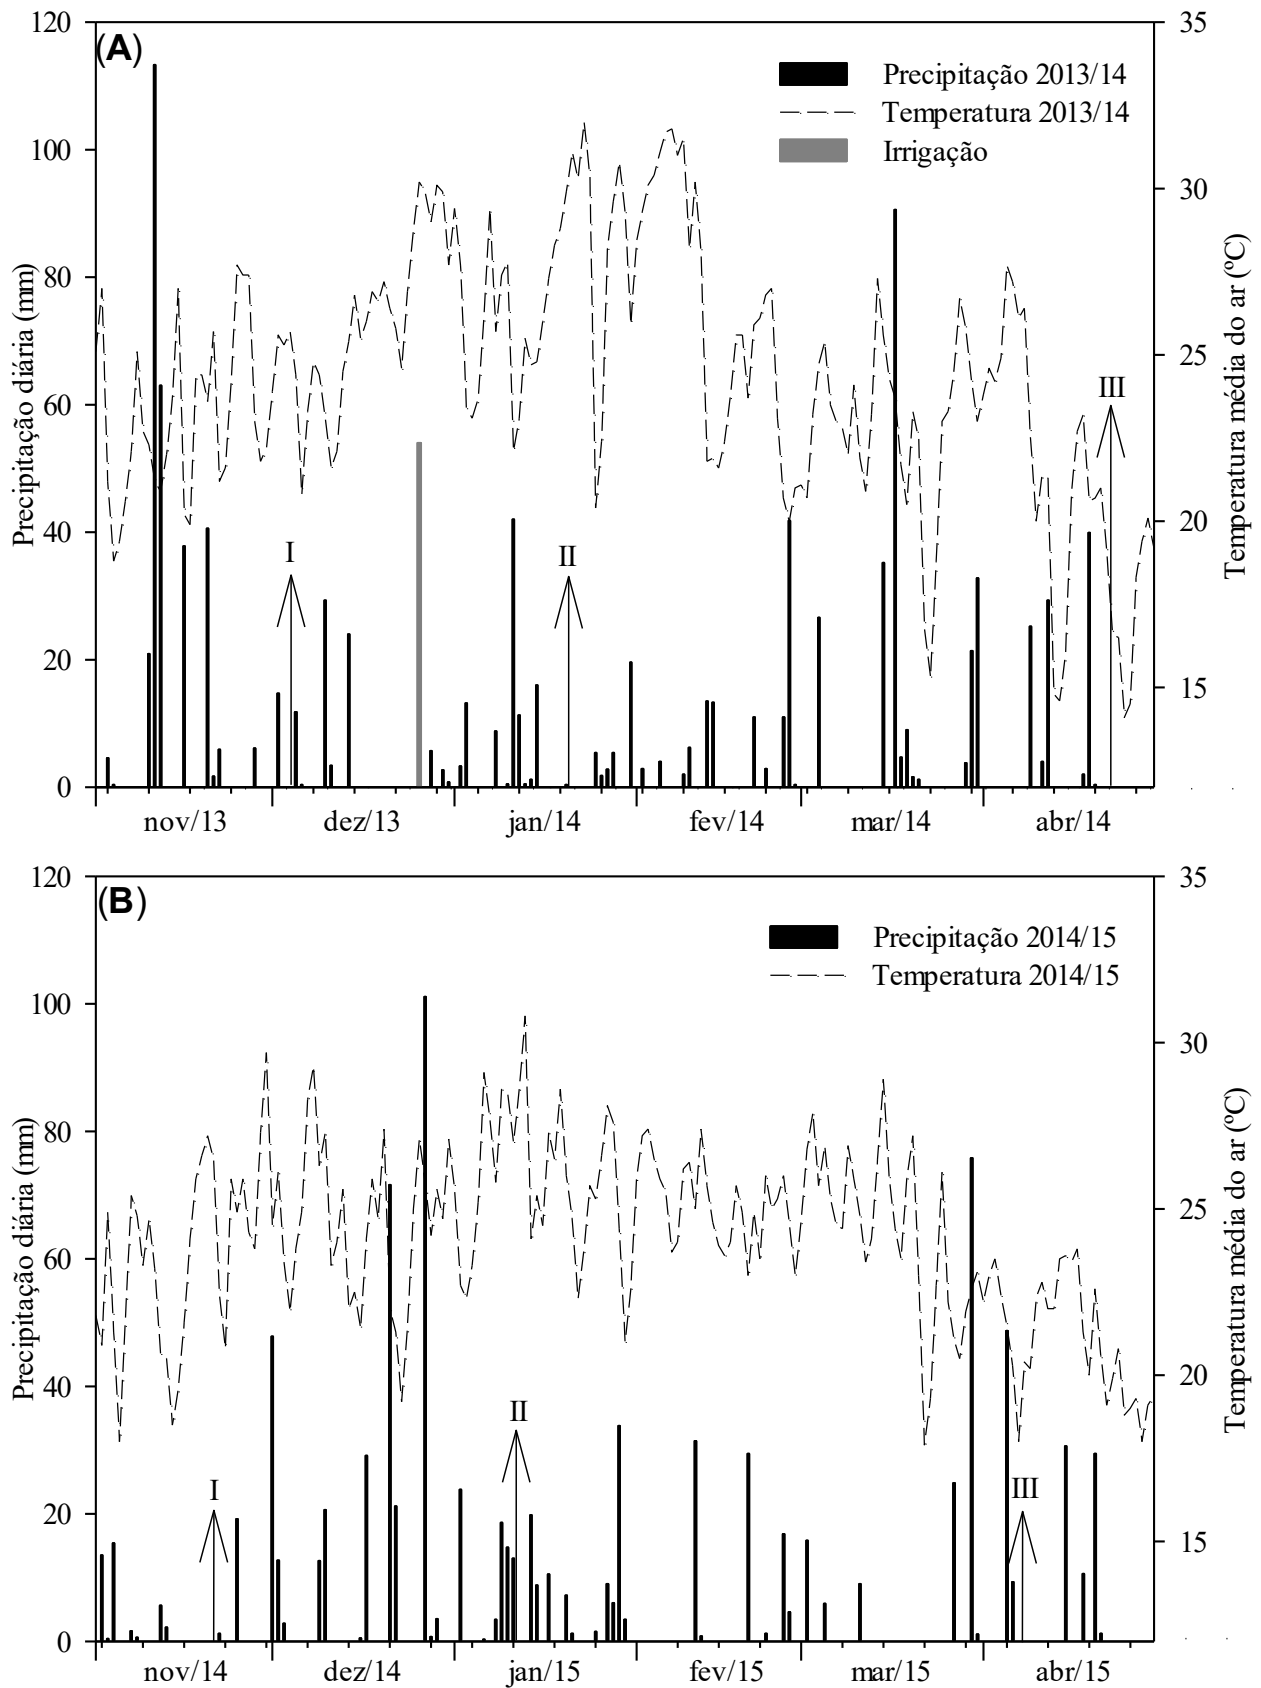 (A)
120
100
80
60
40
20
0
Precipitação diária (mm)
Precipitação 2013/14
Temperatura 2013/14
Irrigação
I
II
III
35
30
25
20
15
Temperatura média do ar (ºC)
nov/13 dez/13 jan/14 fev/14 mar/14 abr/14
(B)
120
100
80
60
40
20
0
Precipitação diária (mm)
Precipitação 2014/15
Temperatura 2014/15
I
II
III
35
30
25
20
15
Temperatura média do ar (ºC)
nov/14 dez/14 jan/15 fev/15 mar/15 abr/15